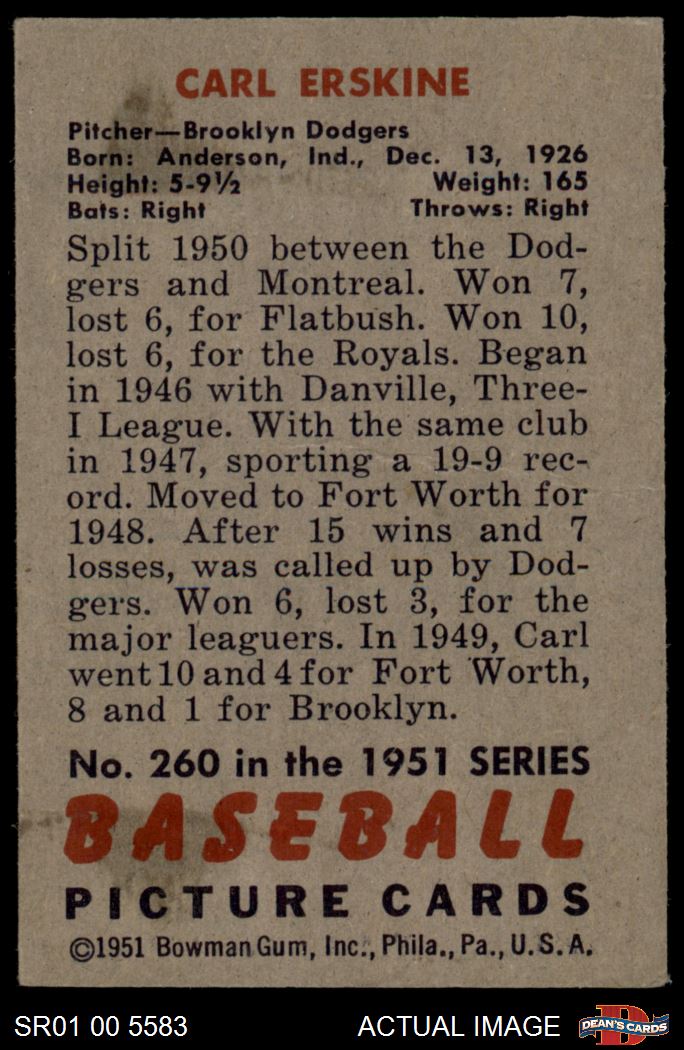 CARL ERSKINE
Pitcher—Brooklyn Dodgers
Born: Anderson, Ind., Dec. 13, 1926
Height: 5-9½ Weight: 165
Bats: Right Throws: Right
Split 1950 between the Dod-
gers and Montreal. Won 7,
lost 6, for Flatbush. Won 10,
lost 6, for the Royals. Began
in 1946 with Danville, Three-
I League. With the same club
in 1947, sporting a 19-9 rec-
ord. Moved to Fort Worth for
1948. After 15 wins and 7
losses, was called up by Dod-
gers. Won 6, lost 3, for the
major leaguers. In 1949, Carl
went 10 and 4 for Fort Worth,
8 and 1 for Brooklyn.
No. 260 in the 1951 SERIES
BASEBALL
PICTURE CARDS
©1951 Bowman Gum, Inc., Phila., Pa., U.S.A.
SR01 00 5583 ACTUAL IMAGE D DEAN'S CARDS